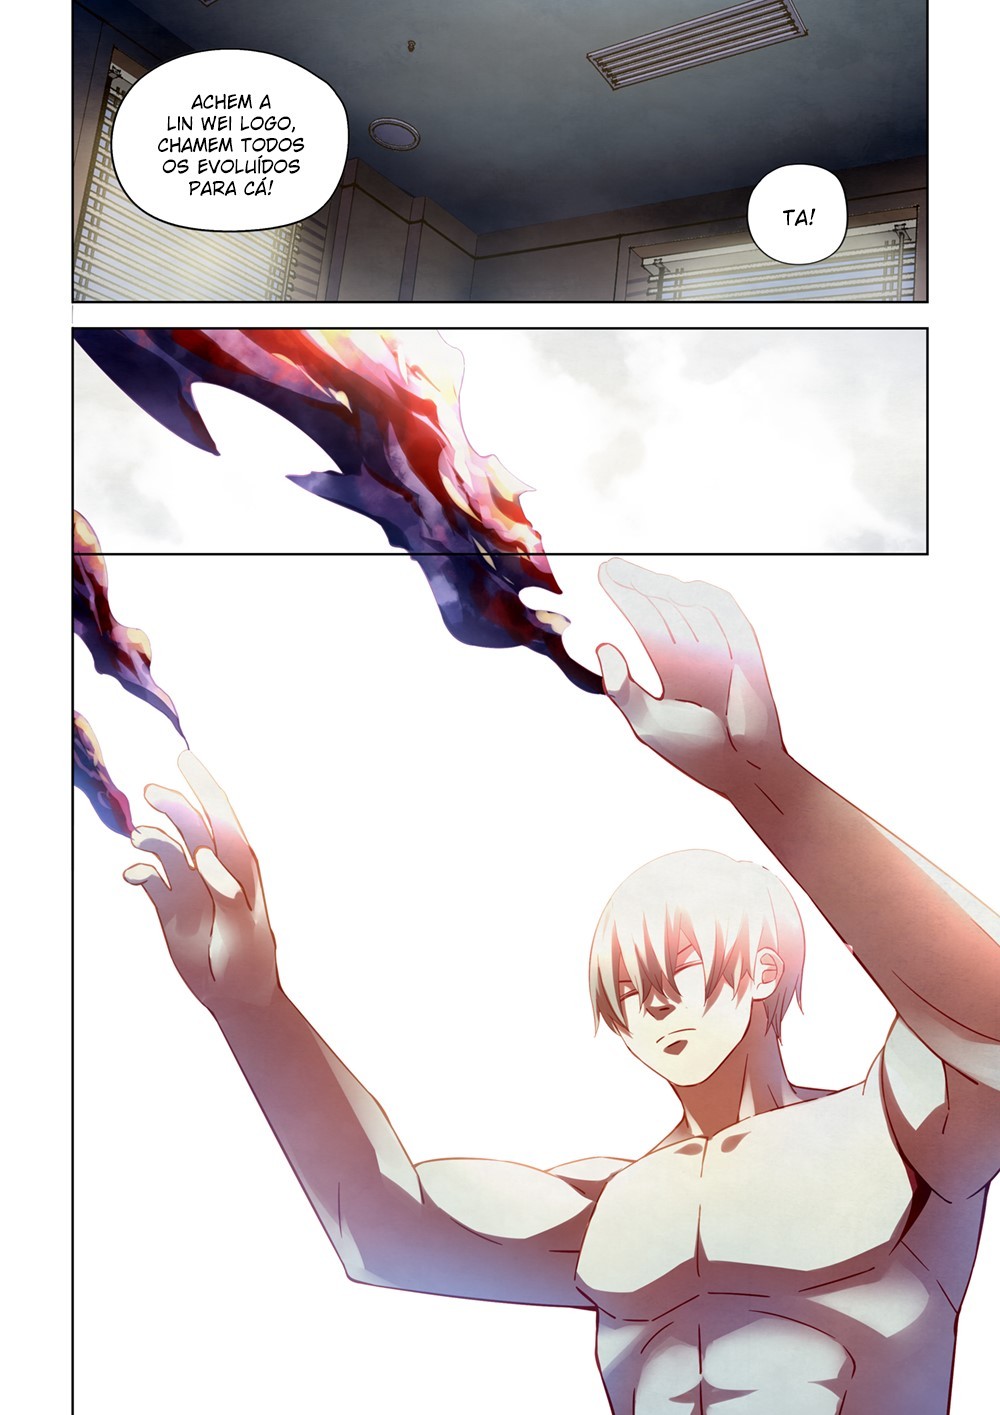 ACHEM A
LIN WEI LOGO,
CHAMEM TODOS
OS EVOLUÍDOS
PARA CÁ!
TA!